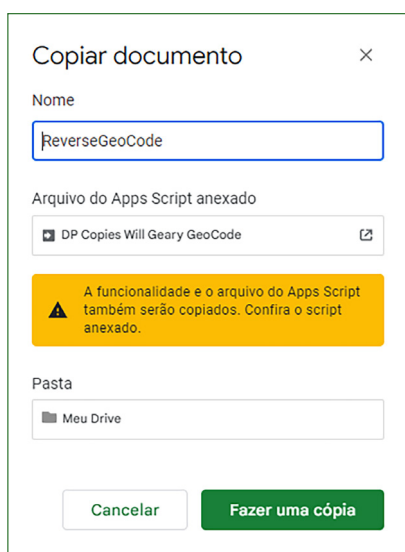 Copiar documento
Nome
ReverseGeoCode
Arquivo do Apps Script anexado
DP Copies Will Geary GeoCode
A funcionalidade e o arquivo do Apps Script
também serão copiados. Confira o script
anexado.
Pasta
Meu Drive
Cancelar
Fazer uma cópia